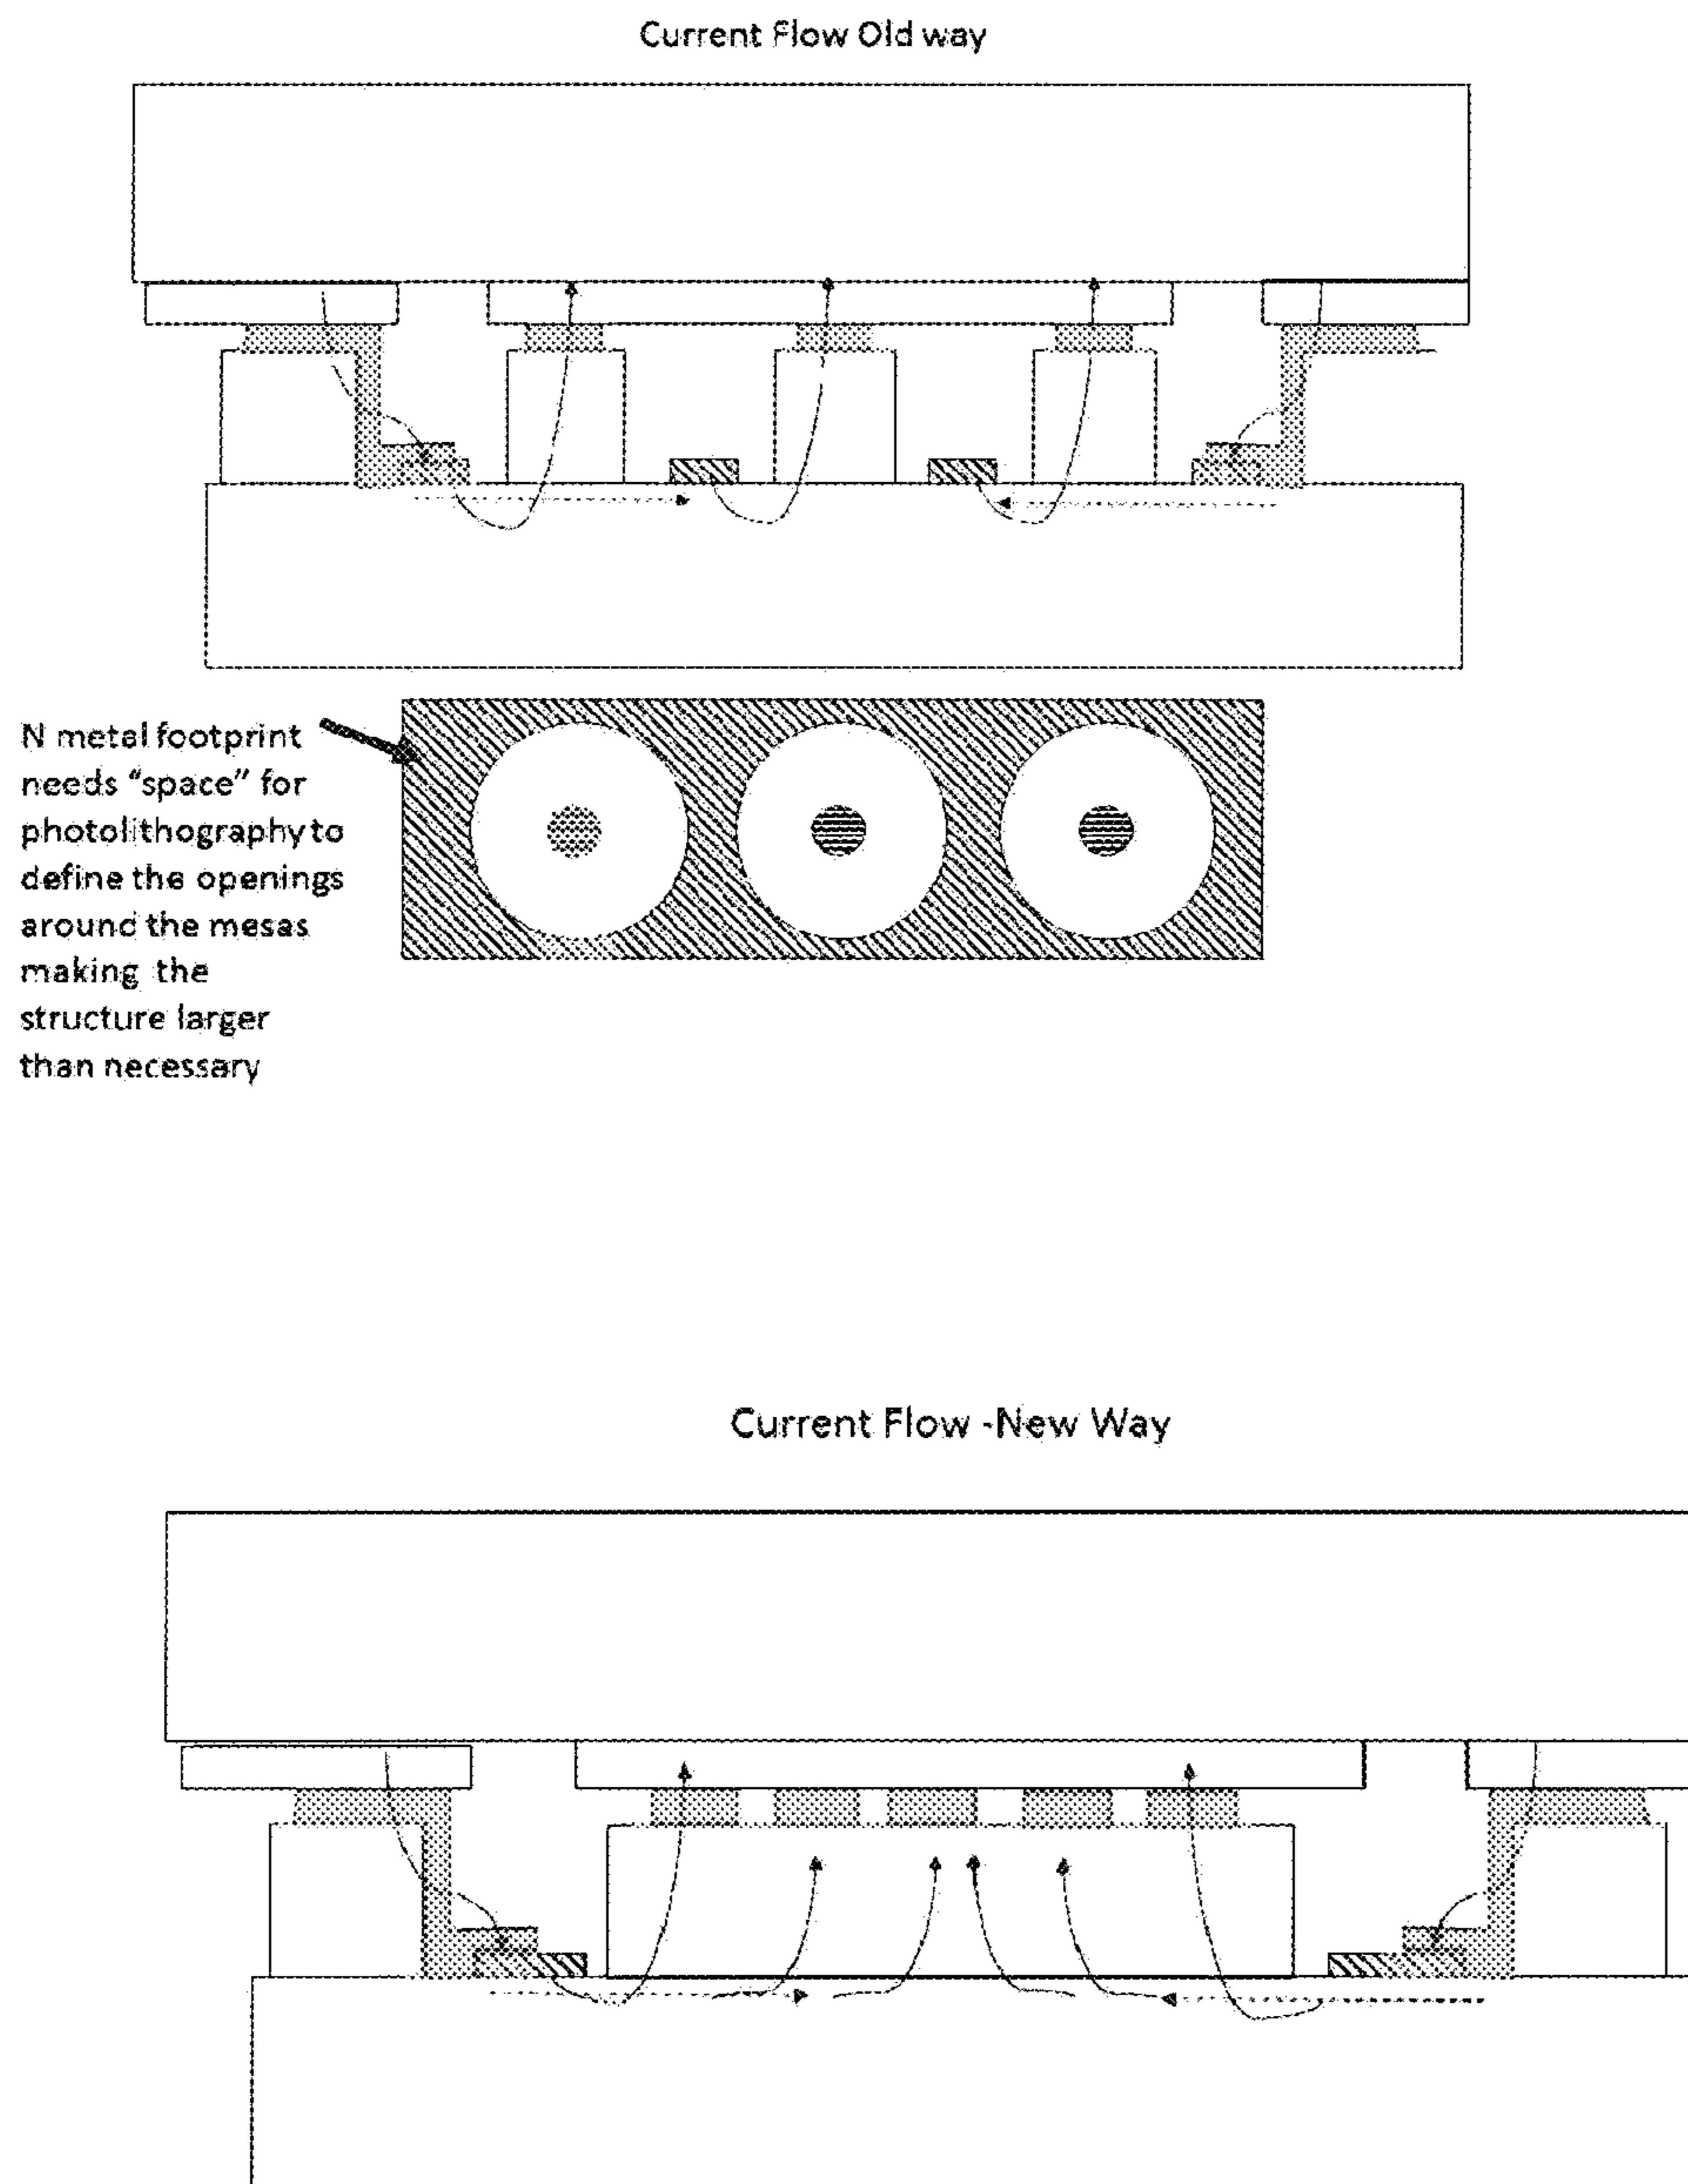 Current Flow Old way
N metal footprint
needs “space” for
photolithography to
define the openings
around the mesas
making the
structure larger
than necessary
Current Flow -New Way